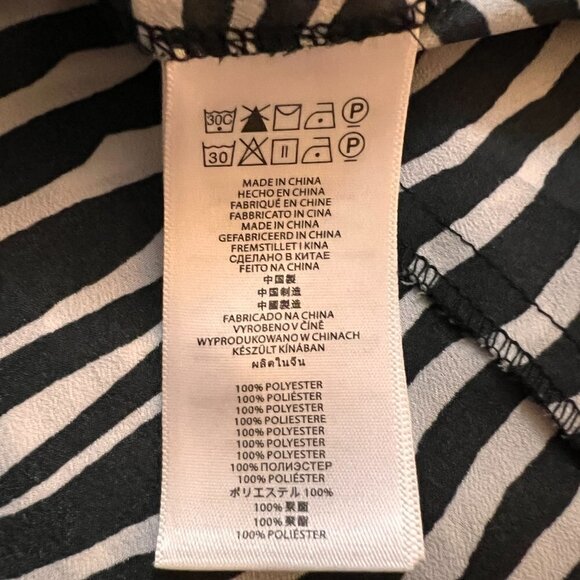 30C P
30 P
MADE IN CHINA
HECHO EN CHINA
FABRIQUÉ EN CHINE
FABBRICATO IN CINA
MADE IN CHINA
GEFABRICEERD IN CHINA
FREMSTILLET I KINA
СДЕЛАНО В КИТАЕ
FEITO NA CHINA
中国製
中国制造
中國製造
FABRICADO NA CHINA
VYROBENO V ČÍNĚ
WYPRODUKOWANO W CHINACH
KÉSZÜLT KÍNÁBAN
ผลิตในจีน
100% POLYESTER
100% POLIÉSTER
100% POLYESTER
100% POLIESTERE
100% POLYESTER
100% POLYESTER
100% POLYESTER
100% ПОЛИЭСТЕР
100% POLIÉSTER
ポリエステル 100%
100% 聚酯
100% 聚酯
100% POLIÉSTER